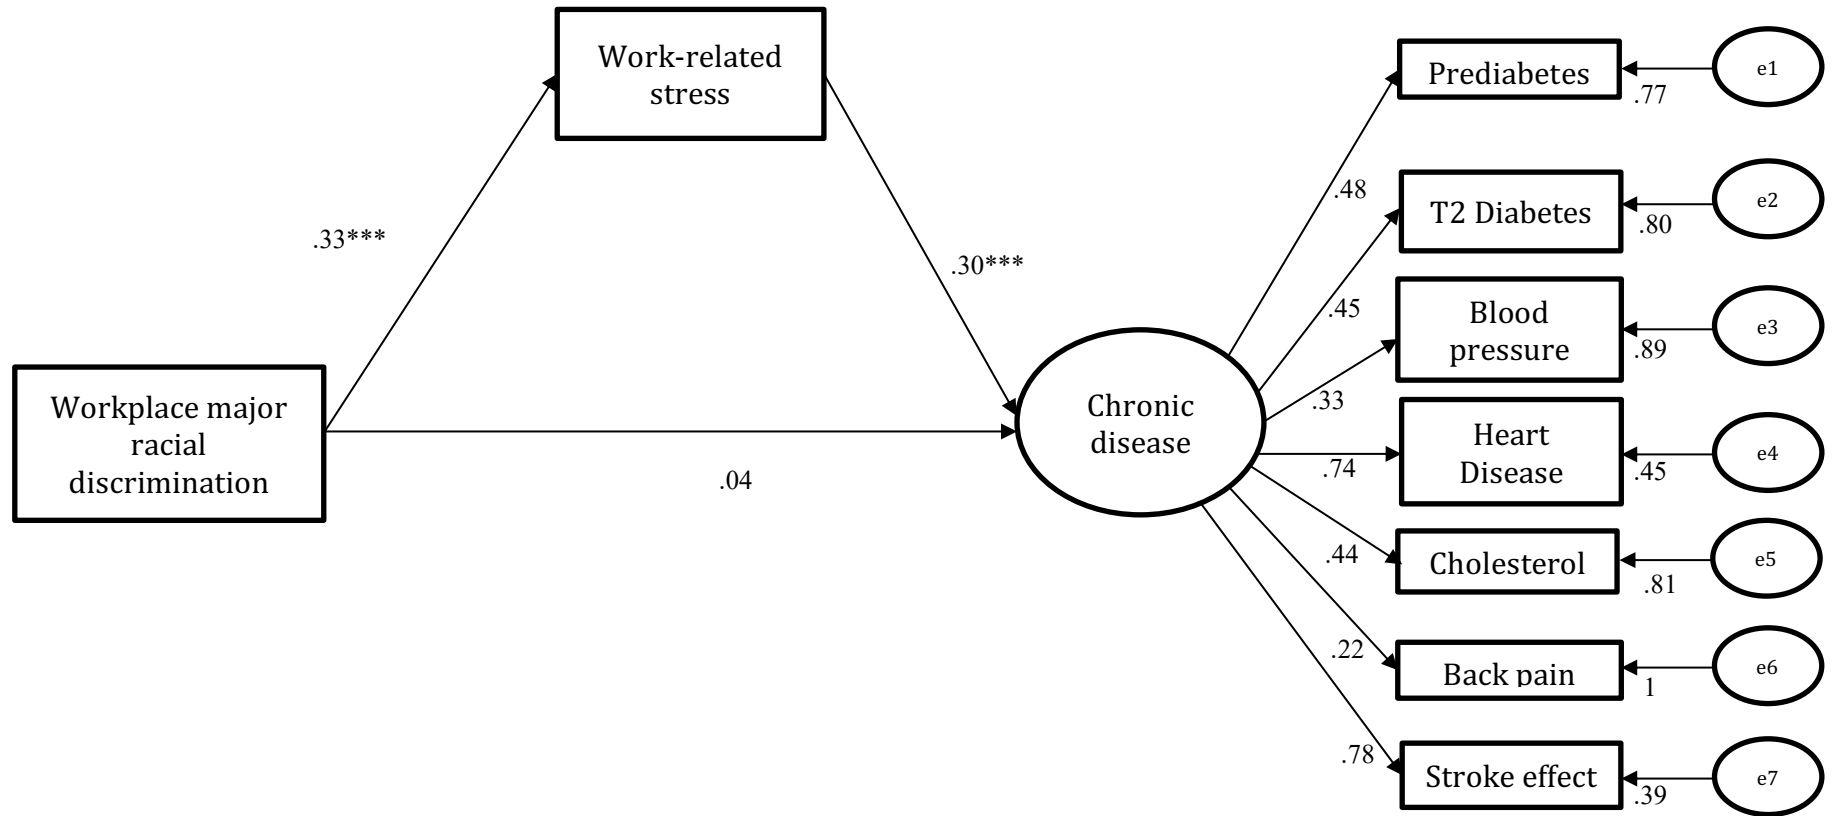 Work-related
stress
.33***
.30***
Workplace major
racial
discrimination
.04
Chronic
disease
.48
.45
.33
.74
.44
.22
.78
Prediabetes
.77
e1
T2 Diabetes
.80
e2
Blood
pressure
.89
e3
Heart
Disease
.45
e4
Cholesterol
.81
e5
Back pain
1
e6
Stroke effect
.39
e7